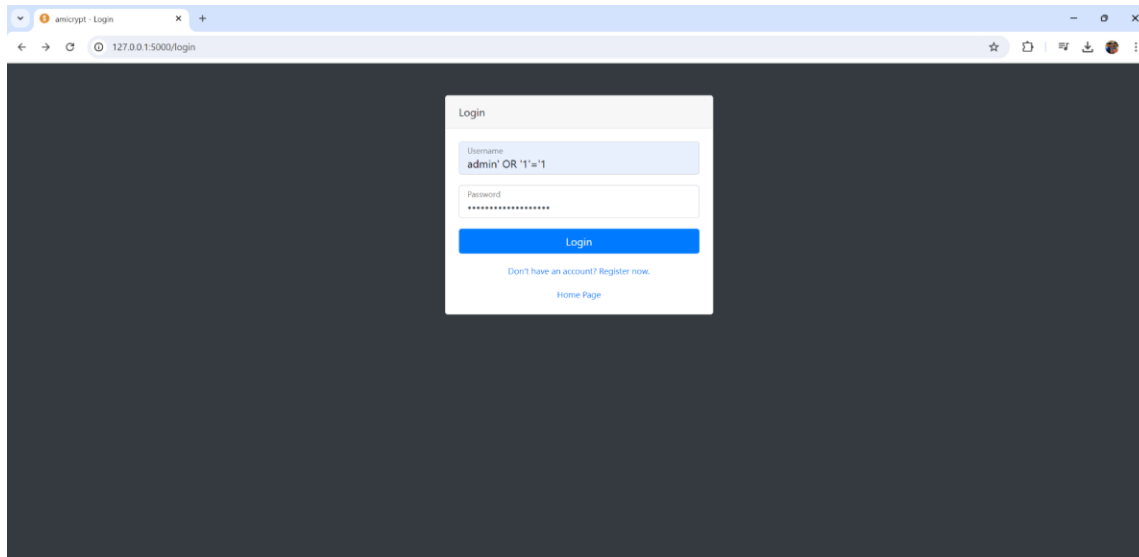 amicrypt - Login
127.0.0.1:5000/login
Login
Username
admin' OR '1'='1
Password
••••••••••••••••••
Login
Don't have an account? Register now.
Home Page